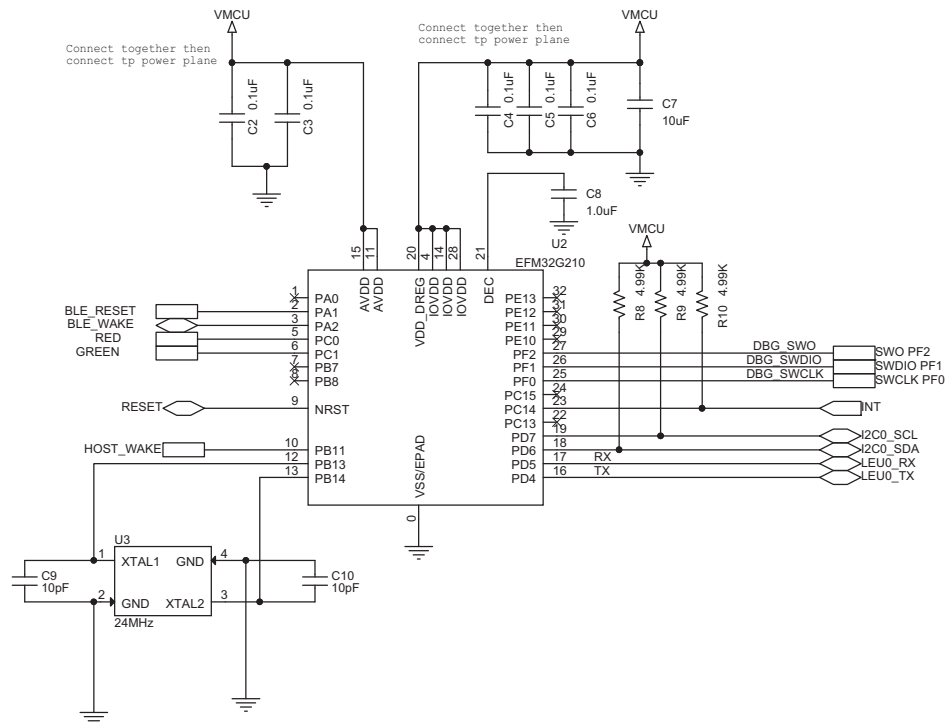 VMCU
VMCU
Connect together then
connect tp power plane
Connect together then
connect tp power plane
C2 0.1uF
C3 0.1uF
C4 0.1uF
C5 0.1uF
C6 0.1uF
C7
10uF
C8
1.0uF
U2
EFM32G210
VMCU
R8 4.99K
R9 4.99K
R10 4.99K
15 AVDD
11 AVDD
20 VDD_DREG
4 IOVDD
14 IOVDD
28 IOVDD
21 DEC
1 PA0
BLE_RESET 2 PA1
BLE_WAKE 3 PA2
RED 5 PC0
GREEN 6 PC1
7 PB7
8 PB8
RESET 9 NRST
HOST_WAKE 10 PB11
12 PB13
13 PB14
VSS/EPAD
0
PE13 32
PE12 31
PE11 30
PE10 29
PF2 27 DBG_SWO SWO PF2
PF1 26 DBG_SWDIO SWDIO PF1
PF0 25 DBG_SWCLK SWCLK PF0
PC15 24
PC14 23 INT
PC13 22
PD7 19 I2C0_SCL
PD6 18 I2C0_SDA
PD5 17 RX LEU0_RX
PD4 16 TX LEU0_TX
U3
1 XTAL1 GND 4
2 GND XTAL2 3
24MHz
C9
10pF
C10
10pF